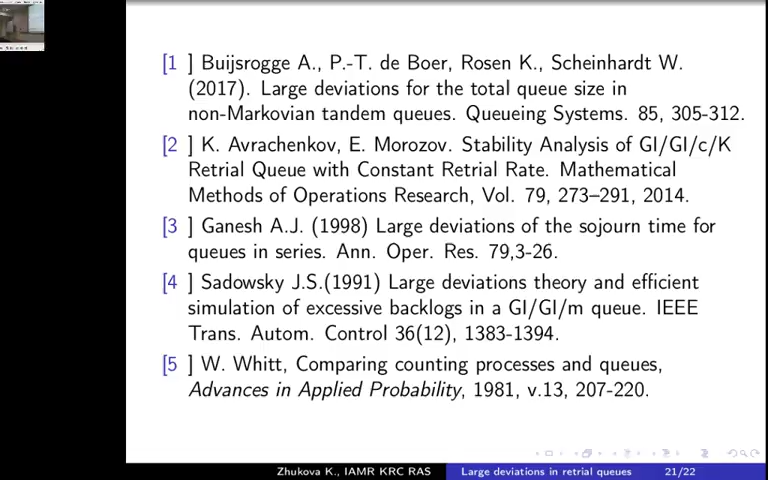 [1 ] Buijsrogge A., P.-T. de Boer, Rosen K., Scheinhardt W.
(2017). Large deviations for the total queue size in
non-Markovian tandem queues. Queueing Systems. 85, 305-312.
[2 ] K. Avrachenkov, E. Morozov. Stability Analysis of GI/GI/c/K
Retrial Queue with Constant Retrial Rate. Mathematical
Methods of Operations Research, Vol. 79, 273–291, 2014.
[3 ] Ganesh A.J. (1998) Large deviations of the sojourn time for
queues in series. Ann. Oper. Res. 79,3-26.
[4 ] Sadowsky J.S.(1991) Large deviations theory and efficient
simulation of excessive backlogs in a GI/GI/m queue. IEEE
Trans. Autom. Control 36(12), 1383-1394.
[5 ] W. Whitt, Comparing counting processes and queues,
Advances in Applied Probability, 1981, v.13, 207-220.
Zhukova K., IAMR KRC RAS Large deviations in retrial queues 21/22